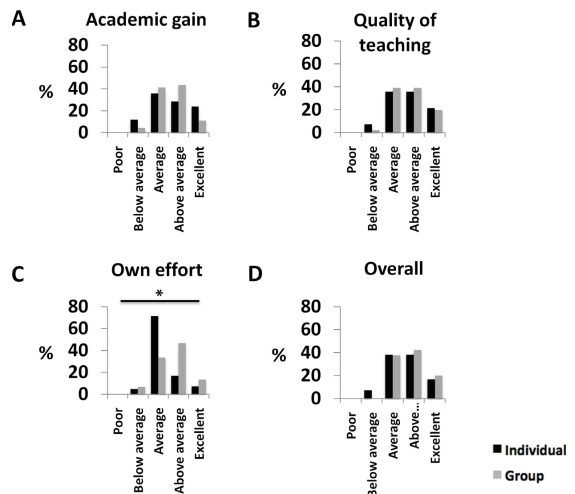 A
Academic gain
80
60
40
20
0
%
Poor
Below average
Average
Above average
Excellent
B
Quality of
teaching
80
60
40
20
0
%
Poor
Below average
Average
Above average
Excellent
C
Own effort
*
80
60
40
20
0
%
Poor
Below average
Average
Above average
Excellent
D
Overall
80
60
40
20
0
%
Poor
Below average
Average
Above...
Excellent
Individual
Group